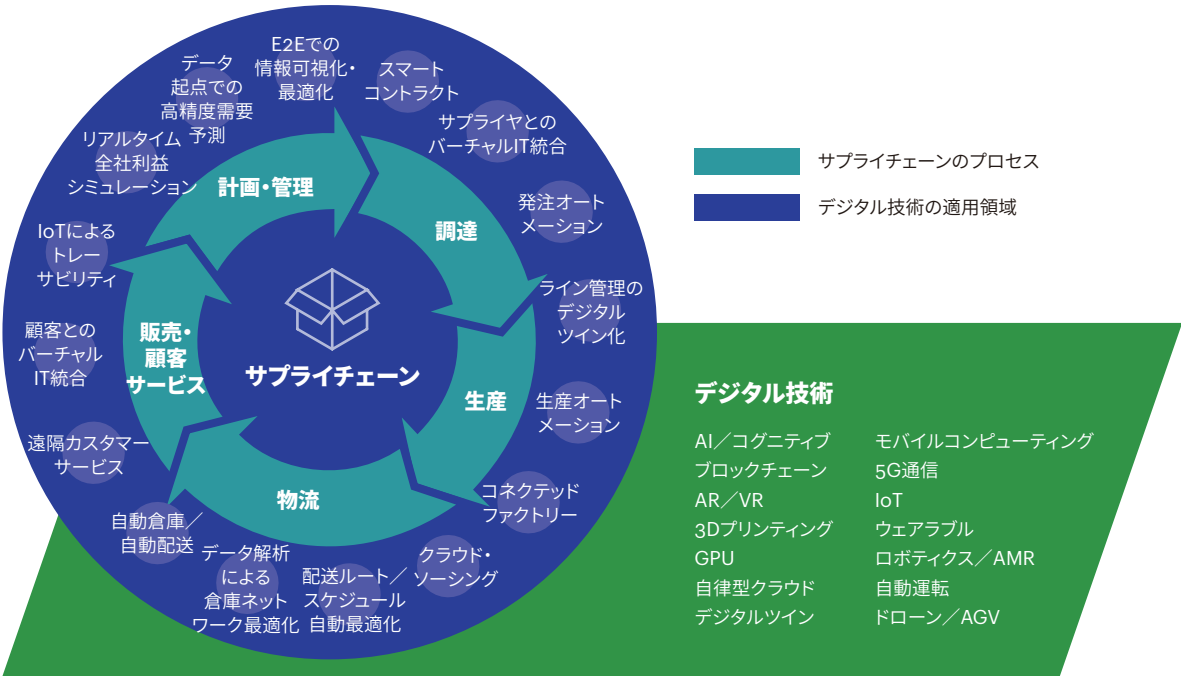 E2Eでの
情報可視化・
最適化
スマート
コントラクト
サプライヤとの
バーチャルIT統合
発注オート
メーション
ライン管理の
デジタル
ツイン化
生産オート
メーション
コネクテッド
ファクトリー
クラウド・
ソーシング
配送ルート／
スケジュール
自動最適化
データ解析
による
倉庫ネット
ワーク最適化
自動倉庫／
自動配送
遠隔カスタマー
サービス
顧客との
バーチャル
IT統合
IoTによる
トレー
サビリティ
リアルタイム
全社利益
シミュレーション
データ
起点での
高精度需要
予測
計画・管理
調達
生産
物流
販売・
顧客
サービス
サプライチェーン
サプライチェーンのプロセス
デジタル技術の適用領域
デジタル技術
AI／コグニティブ
ブロックチェーン
AR／VR
3Dプリンティング
GPU
自律型クラウド
デジタルツイン
モバイルコンピューティング
5G通信
IoT
ウェアラブル
ロボティクス／AMR
自動運転
ドローン／AGV